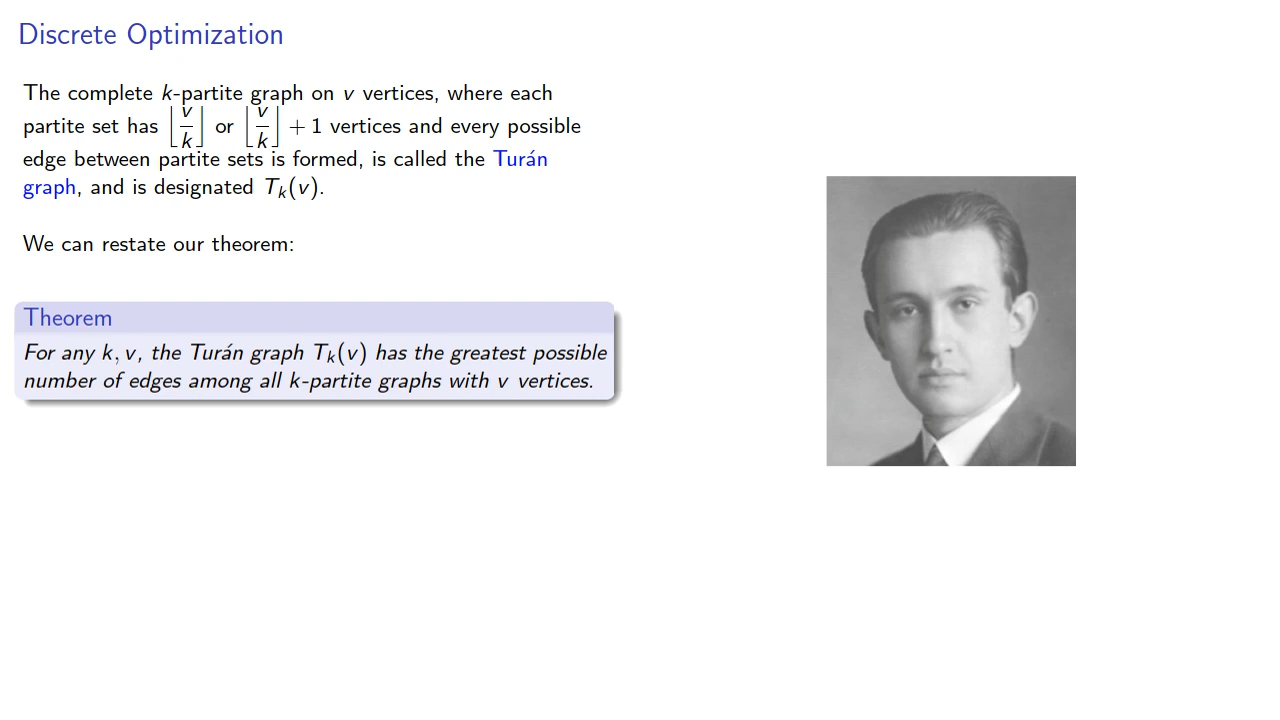 Discrete Optimization
The complete k-partite graph on v vertices, where each
partite set has ⌊v/k⌋ or ⌊v/k⌋ + 1 vertices and every possible
edge between partite sets is formed, is called the Turán
graph, and is designated Tₖ(v).
We can restate our theorem:
Theorem
For any k, v, the Turán graph Tₖ(v) has the greatest possible
number of edges among all k-partite graphs with v vertices.